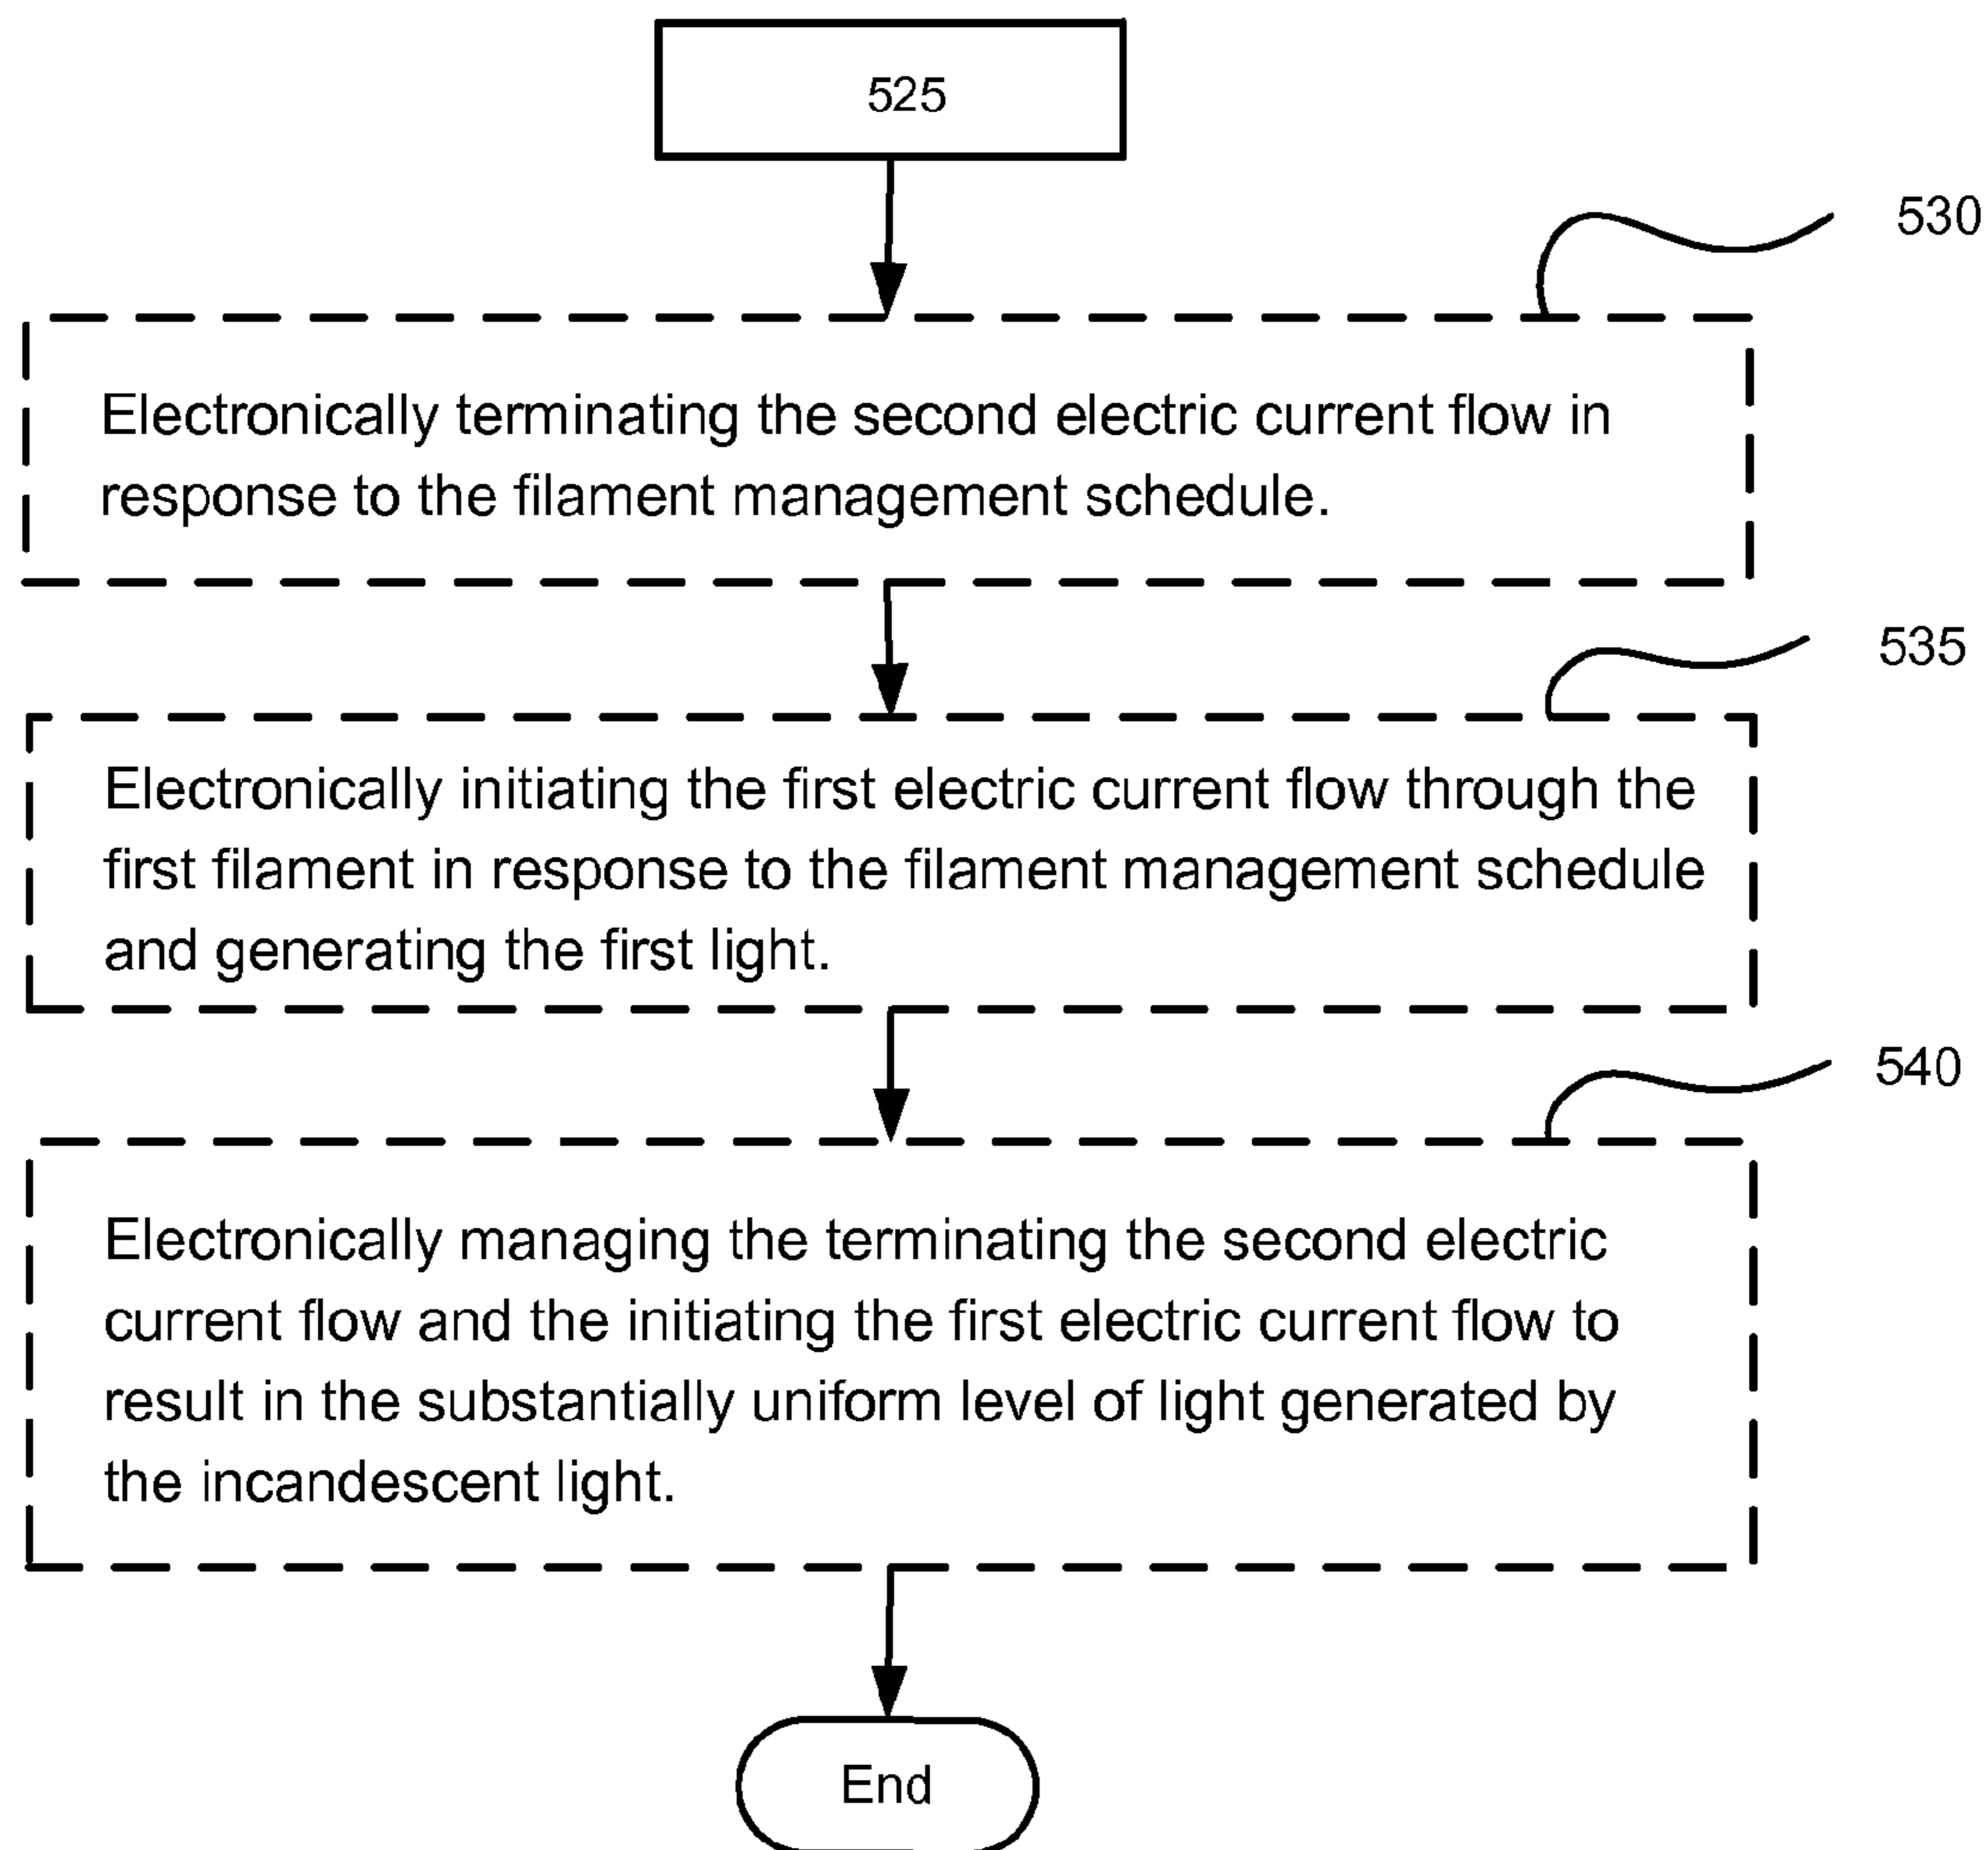 525
530
Electronically terminating the second electric current flow in
response to the filament management schedule.
535
Electronically initiating the first electric current flow through the
first filament in response to the filament management schedule
and generating the first light.
540
Electronically managing the terminating the second electric
current flow and the initiating the first electric current flow to
result in the substantially uniform level of light generated by
the incandescent light.
End